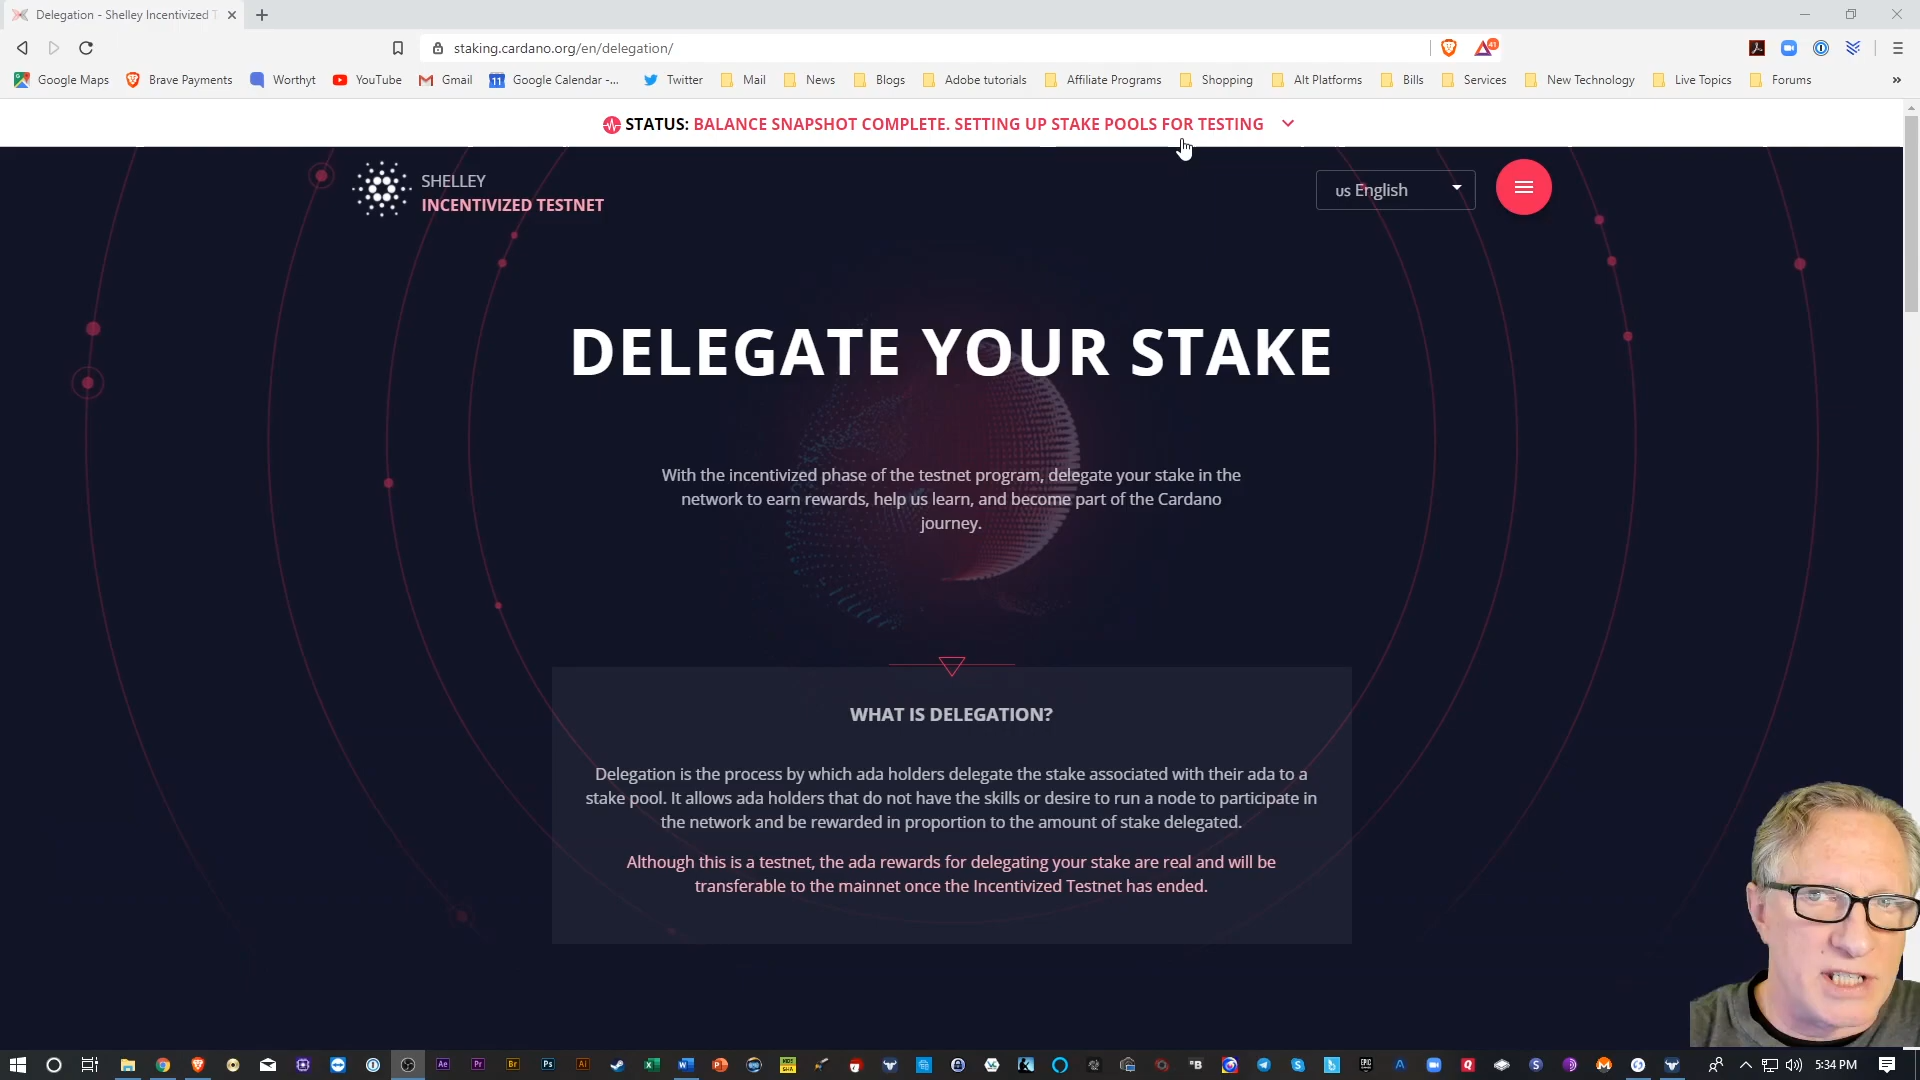 Delegation - Shelley Incentivized T
staking.cardano.org/en/delegation/
41
Google Maps
Brave Payments
Worthyt
YouTube
Gmail
11
Google Calendar -...
Twitter
Mail
News
Blogs
Adobe tutorials
Affiliate Programs
Shopping
Alt Platforms
Bills
Services
New Technology
Live Topics
Forums
STATUS: BALANCE SNAPSHOT COMPLETE. SETTING UP STAKE POOLS FOR TESTING
SHELLEY
INCENTIVIZED TESTNET
us English
DELEGATE YOUR STAKE
With the incentivized phase of the testnet program, delegate your stake in the
network to earn rewards, help us learn, and become part of the Cardano
journey.
WHAT IS DELEGATION?
Delegation is the process by which ada holders delegate the stake associated with their ada to a
stake pool. It allows ada holders that do not have the skills or desire to run a node to participate in
the network and be rewarded in proportion to the amount of stake delegated.
Although this is a testnet, the ada rewards for delegating your stake are real and will be
transferable to the mainnet once the Incentivized Testnet has ended.
Ae
Pr
Br
Ps
Ai
5:34 PM